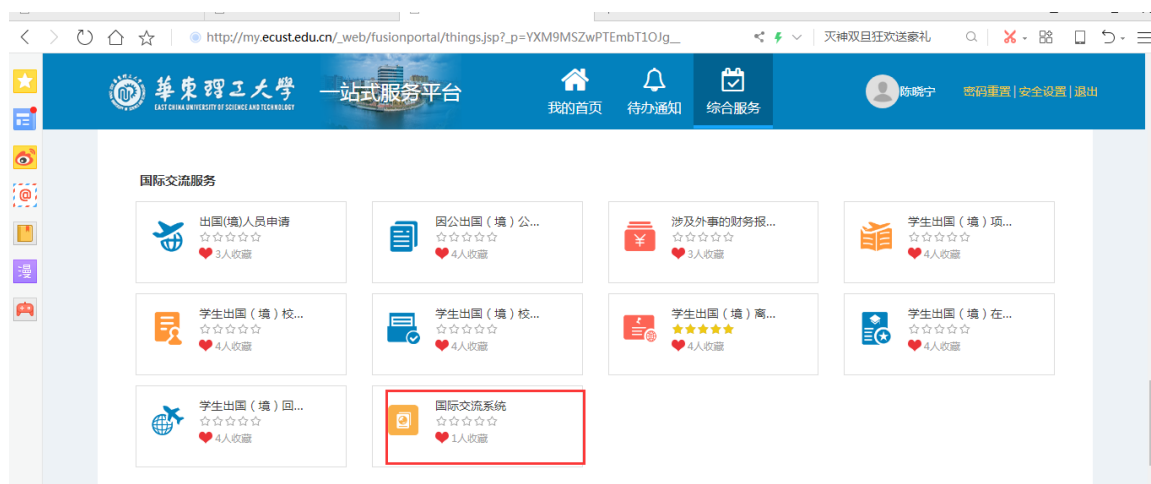 http://my.ecust.edu.cn/_web/fusionportal/things.jsp?_p=YXM9MSZwPTEmbT1OJg__
灭神双旦狂欢送豪礼
華東理工大學
EAST CHINA UNIVERSITY OF SCIENCE AND TECHNOLOGY
一站式服务平台
我的首页
待办通知
综合服务
陈晓宁
密码重置|安全设置|退出
@
漫
国际交流服务
出国(境)人员申请
3人收藏
因公出国（境）公...
4人收藏
涉及外事的财务报...
3人收藏
学生出国（境）项...
4人收藏
学生出国（境）校...
4人收藏
学生出国（境）校...
4人收藏
学生出国（境）离...
4人收藏
学生出国（境）在...
4人收藏
学生出国（境）回...
4人收藏
国际交流系统
1人收藏